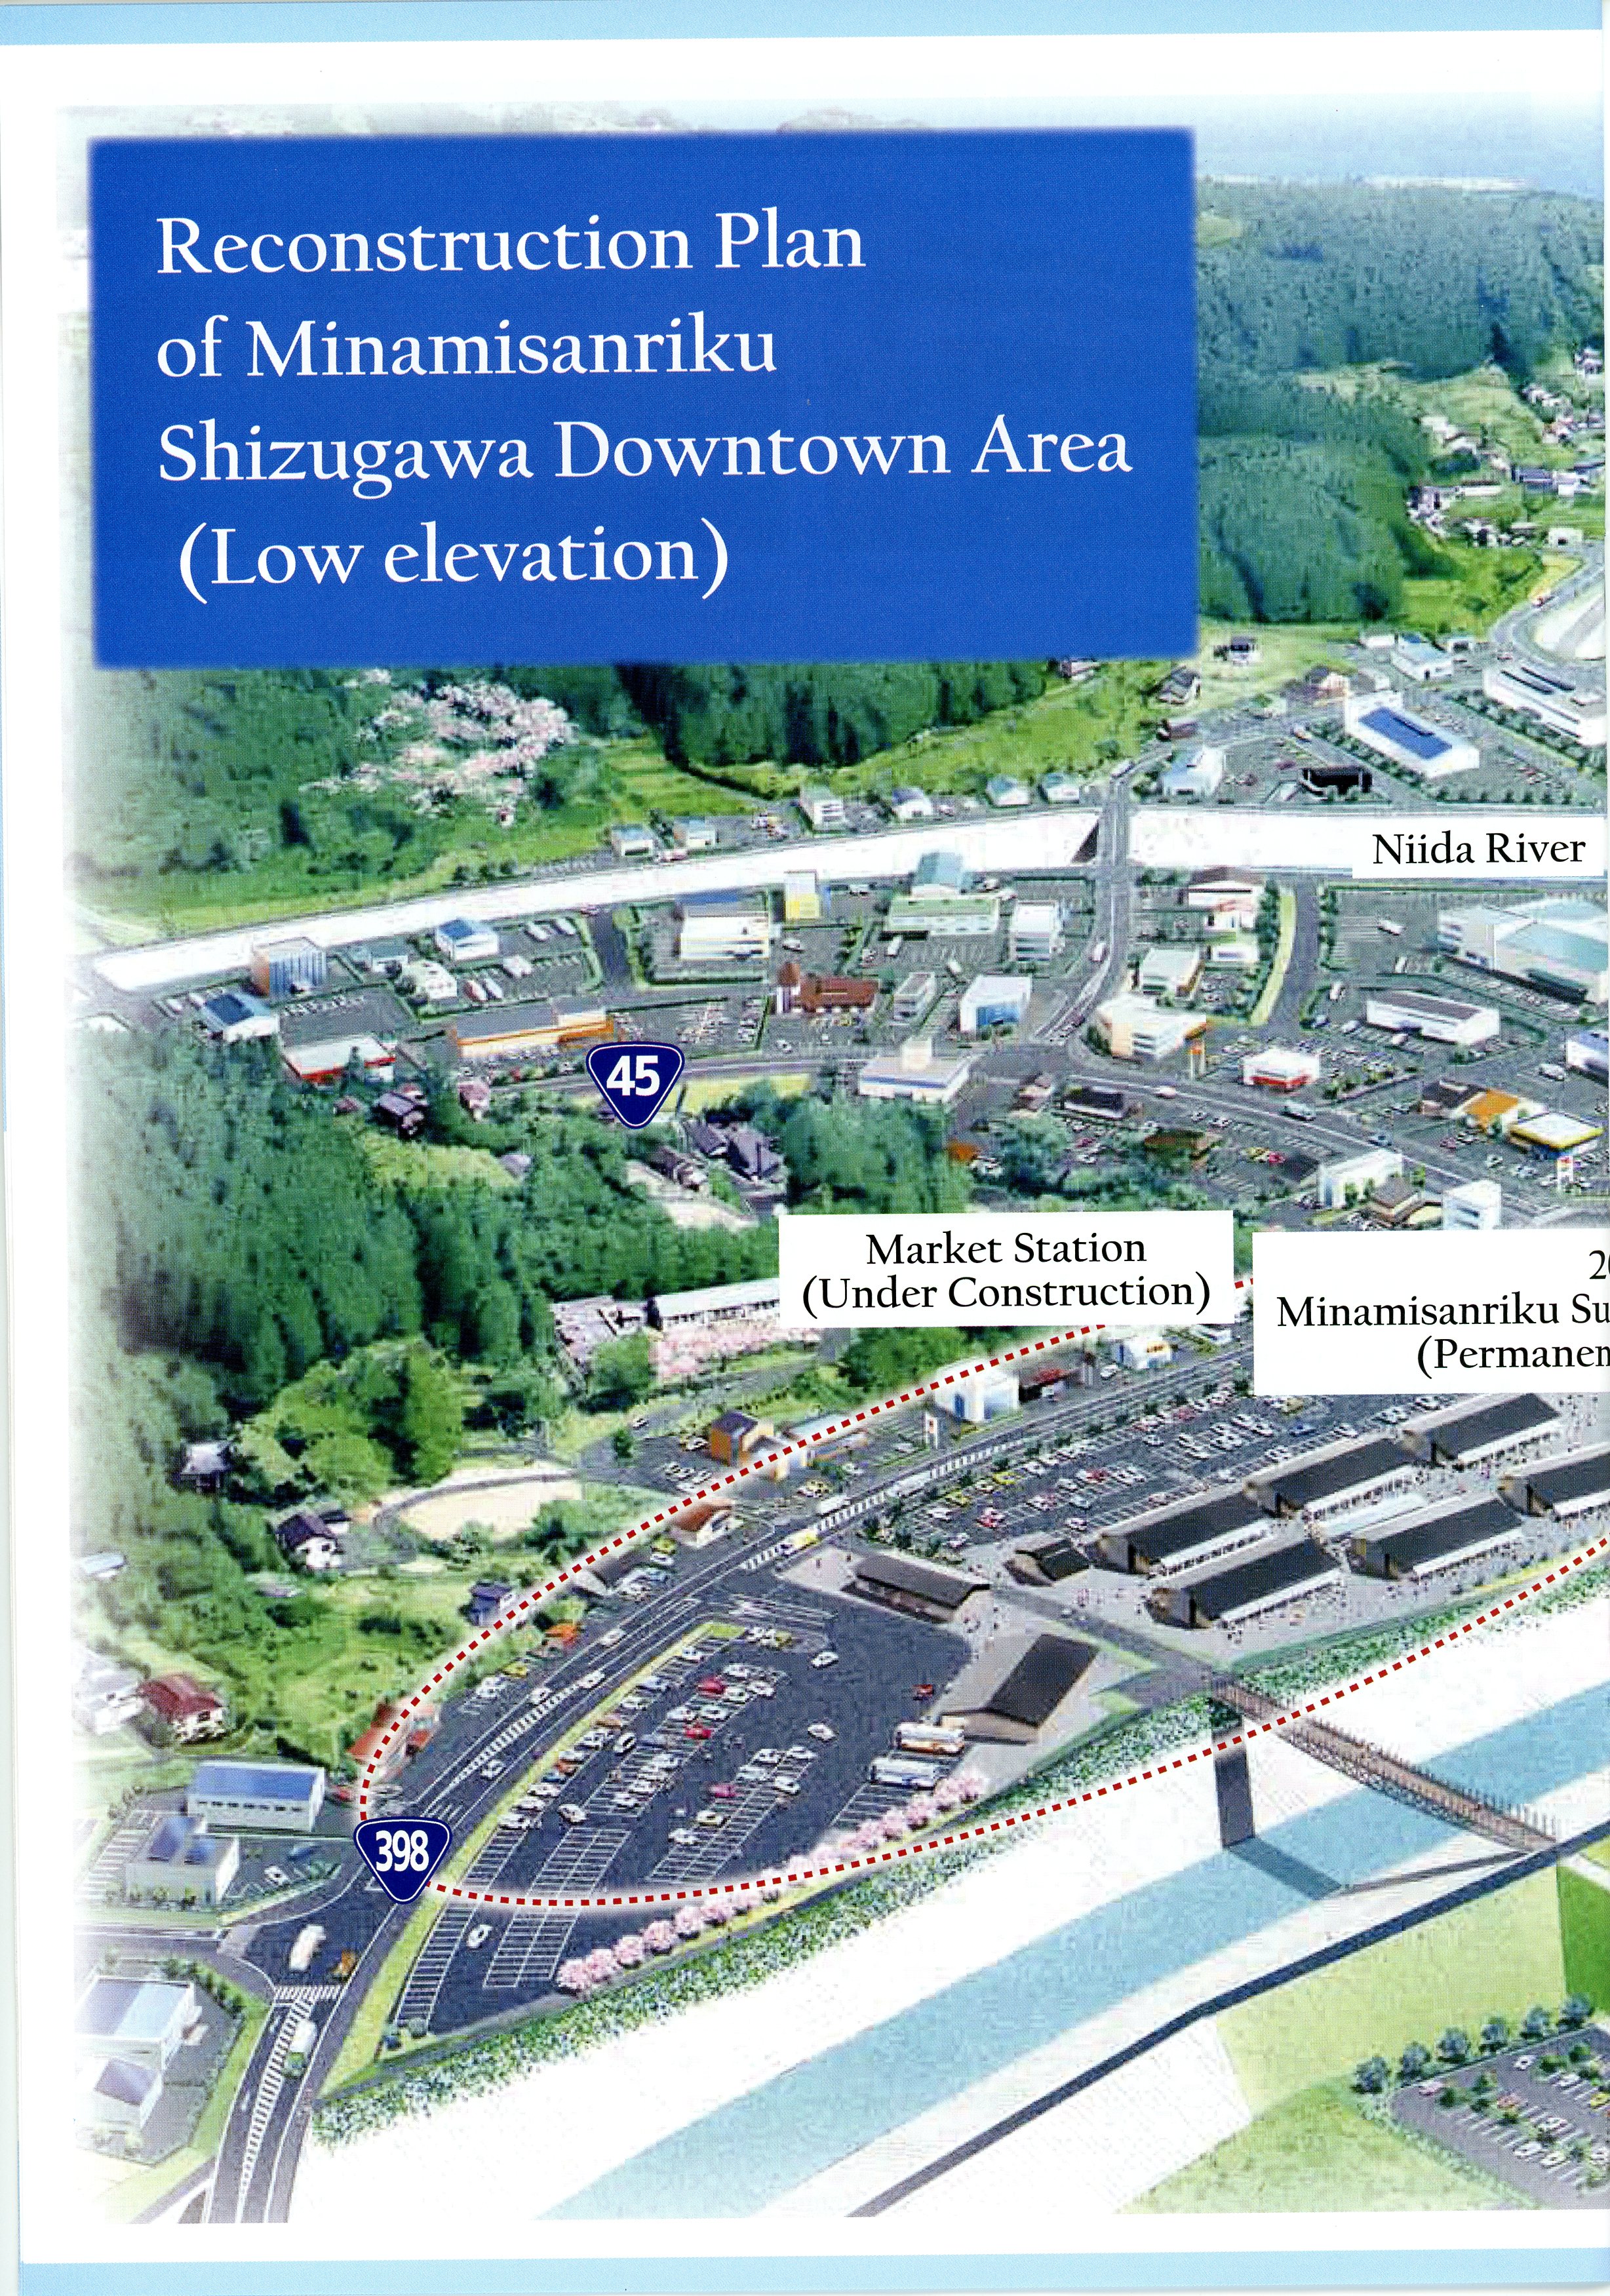 Reconstruction Plan
of Minamisanriku
Shizugawa Downtown Area
(Low elevation)
Niida River
45
Market Station
(Under Construction)
Minamisanriku
398